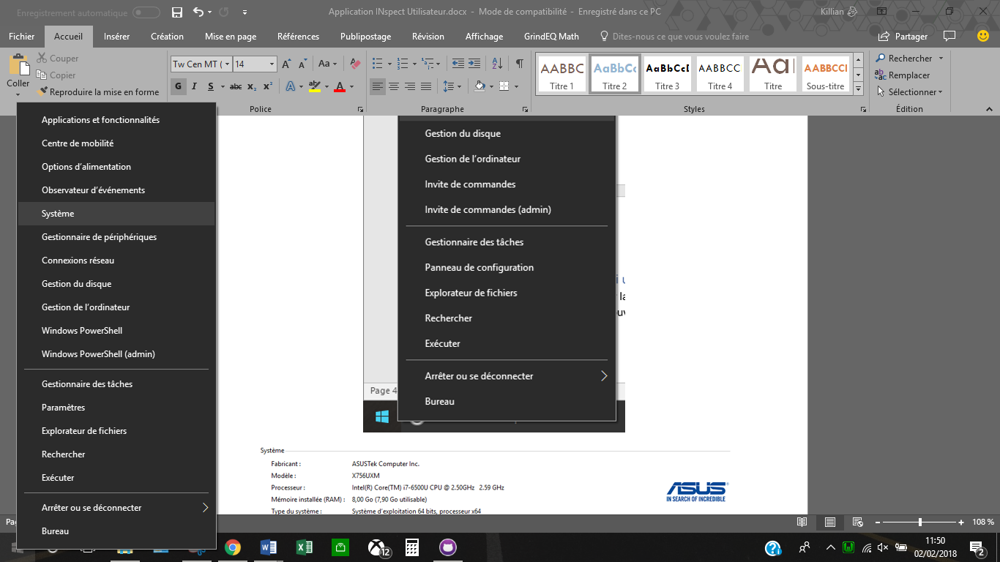 Enregistrement automatique
Application INspect Utilisateur.docx - Mode de compatibilité - Enregistré dans ce PC
Killian
Fichier Accueil Insérer Création Mise en page Références Publipostage Révision Affichage GrindEQ Math Dites-nous ce que vous voulez faire Partager
Coller
Couper
Copier
Reproduire la mise en forme
Tw Cen MT ( 14
Aa
G I S abc x₂ x² A ab A
Police
Paragraphe
AABBC AaBbCc AaBbCcD AABBCC AaB AABBCCI
Titre 1 Titre 2 Titre 3 Titre 4 Titre Sous-titre
Styles
Rechercher
Remplacer
Sélectionner
Édition
Applications et fonctionnalités
Centre de mobilité
Options d'alimentation
Observateur d'événements
Système
Gestionnaire de périphériques
Connexions réseau
Gestion du disque
Gestion de l'ordinateur
Windows PowerShell
Windows PowerShell (admin)
Gestionnaire des tâches
Paramètres
Explorateur de fichiers
Rechercher
Exécuter
Arrêter ou se déconnecter
Bureau
Gestion du disque
Gestion de l'ordinateur
Invite de commandes
Invite de commandes (admin)
Gestionnaire des tâches
Panneau de configuration
Explorateur de fichiers
Rechercher
Exécuter
Arrêter ou se déconnecter
Bureau
Page 4
Système
Fabricant : ASUSTek Computer Inc.
Modèle : X756UXM
Processeur : Intel(R) Core(TM) i7-6500U CPU @ 2.50GHz 2.59 GHz
Mémoire installée (RAM) : 8,00 Go (7,90 Go utilisable)
Type du système : Système d'exploitation 64 bits, processeur x64
ASUS
IN SEARCH OF INCREDIBLE
108 %
12
11:50
02/02/2018
2